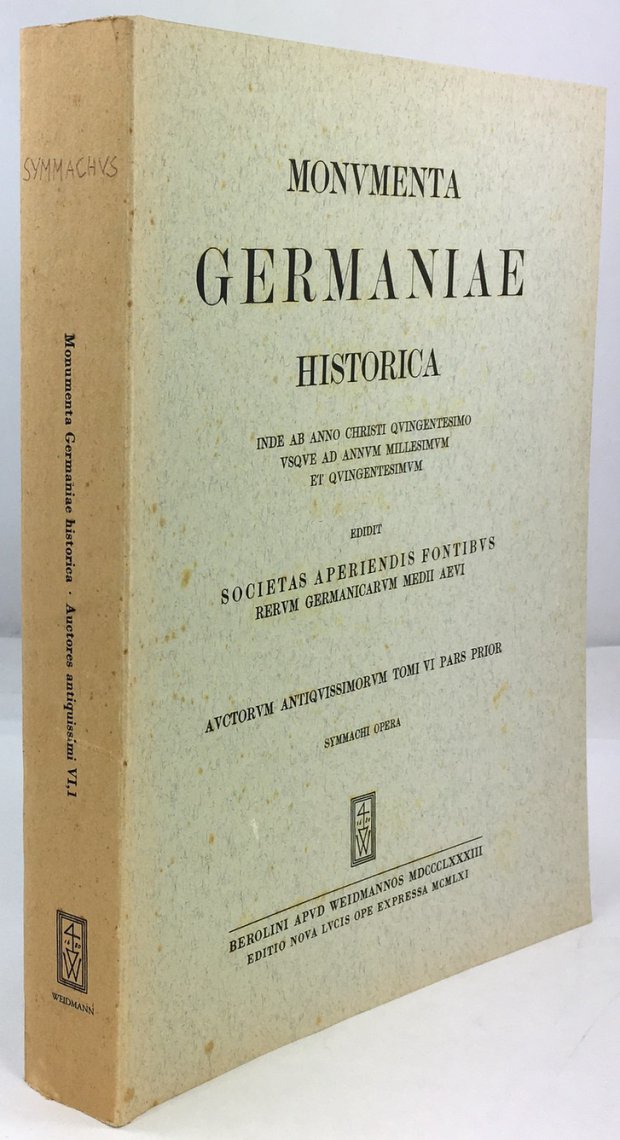 SYMMACHVS
Monumenta Germaniae historica · Auctores antiquissimi VI,1
WEIDMANN
MONVMENTA
GERMANIAE
HISTORICA
INDE AB ANNO CHRISTI QVINGENTESIMO
VSQVE AD ANNVM MILLESIMVM
ET QVINGENTESIMVM
EDIDIT
SOCIETAS APERIENDIS FONTIBVS
RERVM GERMANICARVM MEDII AEVI
AVCTORVM ANTIQVISSIMORVM TOMI VI PARS PRIOR
SYMMACHI OPERA
BEROLINI APVD WEIDMANNOS MDCCCLXXXIII
EDITIO NOVA LVCIS OPE EXPRESSA MCMLXI